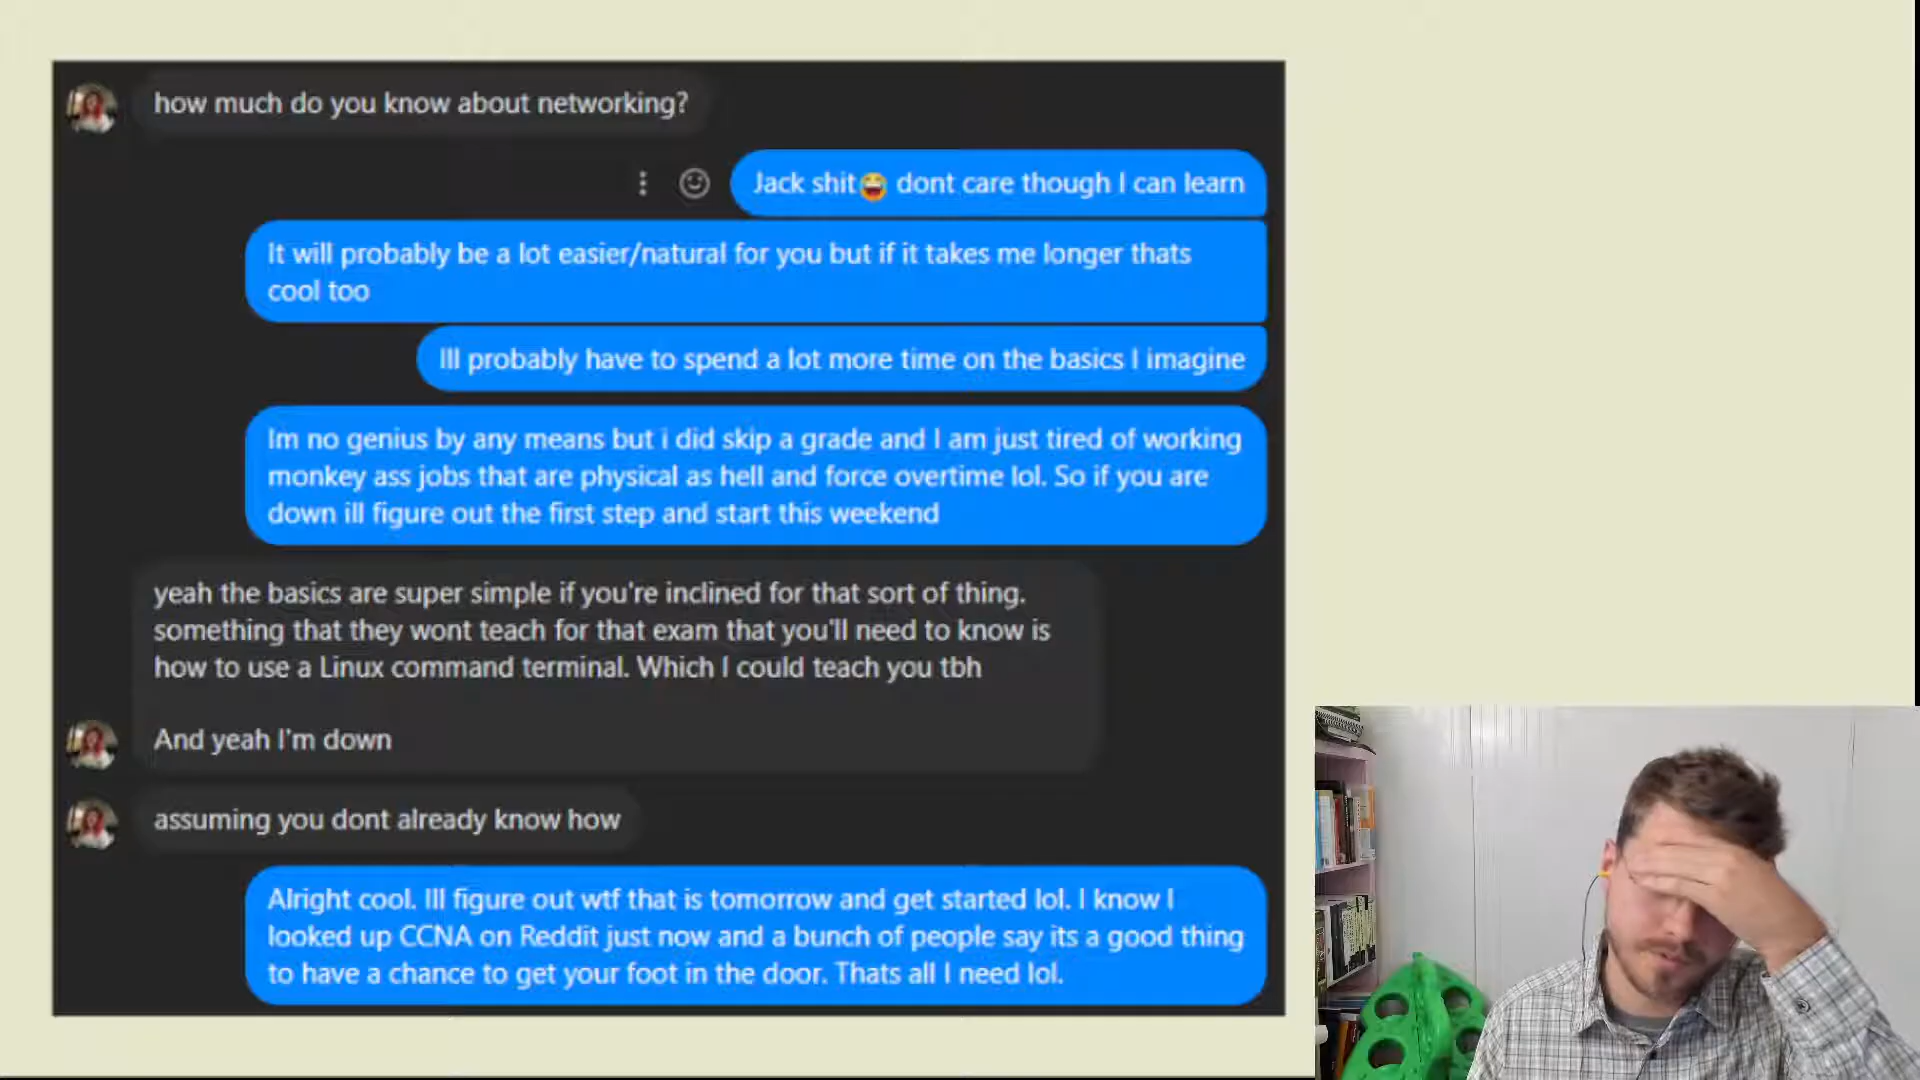 how much do you know about networking?
Jack shit😂 dont care though I can learn
It will probably be a lot easier/natural for you but if it takes me longer thats
cool too
Ill probably have to spend a lot more time on the basics I imagine
Im no genius by any means but i did skip a grade and I am just tired of working
monkey ass jobs that are physical as hell and force overtime lol. So if you are
down ill figure out the first step and start this weekend
yeah the basics are super simple if you're inclined for that sort of thing.
something that they wont teach for that exam that you'll need to know is
how to use a Linux command terminal. Which I could teach you tbh
And yeah I'm down
assuming you dont already know how
Alright cool. Ill figure out wtf that is tomorrow and get started lol. I know I
looked up CCNA on Reddit just now and a bunch of people say its a good thing
to have a chance to get your foot in the door. Thats all I need lol.